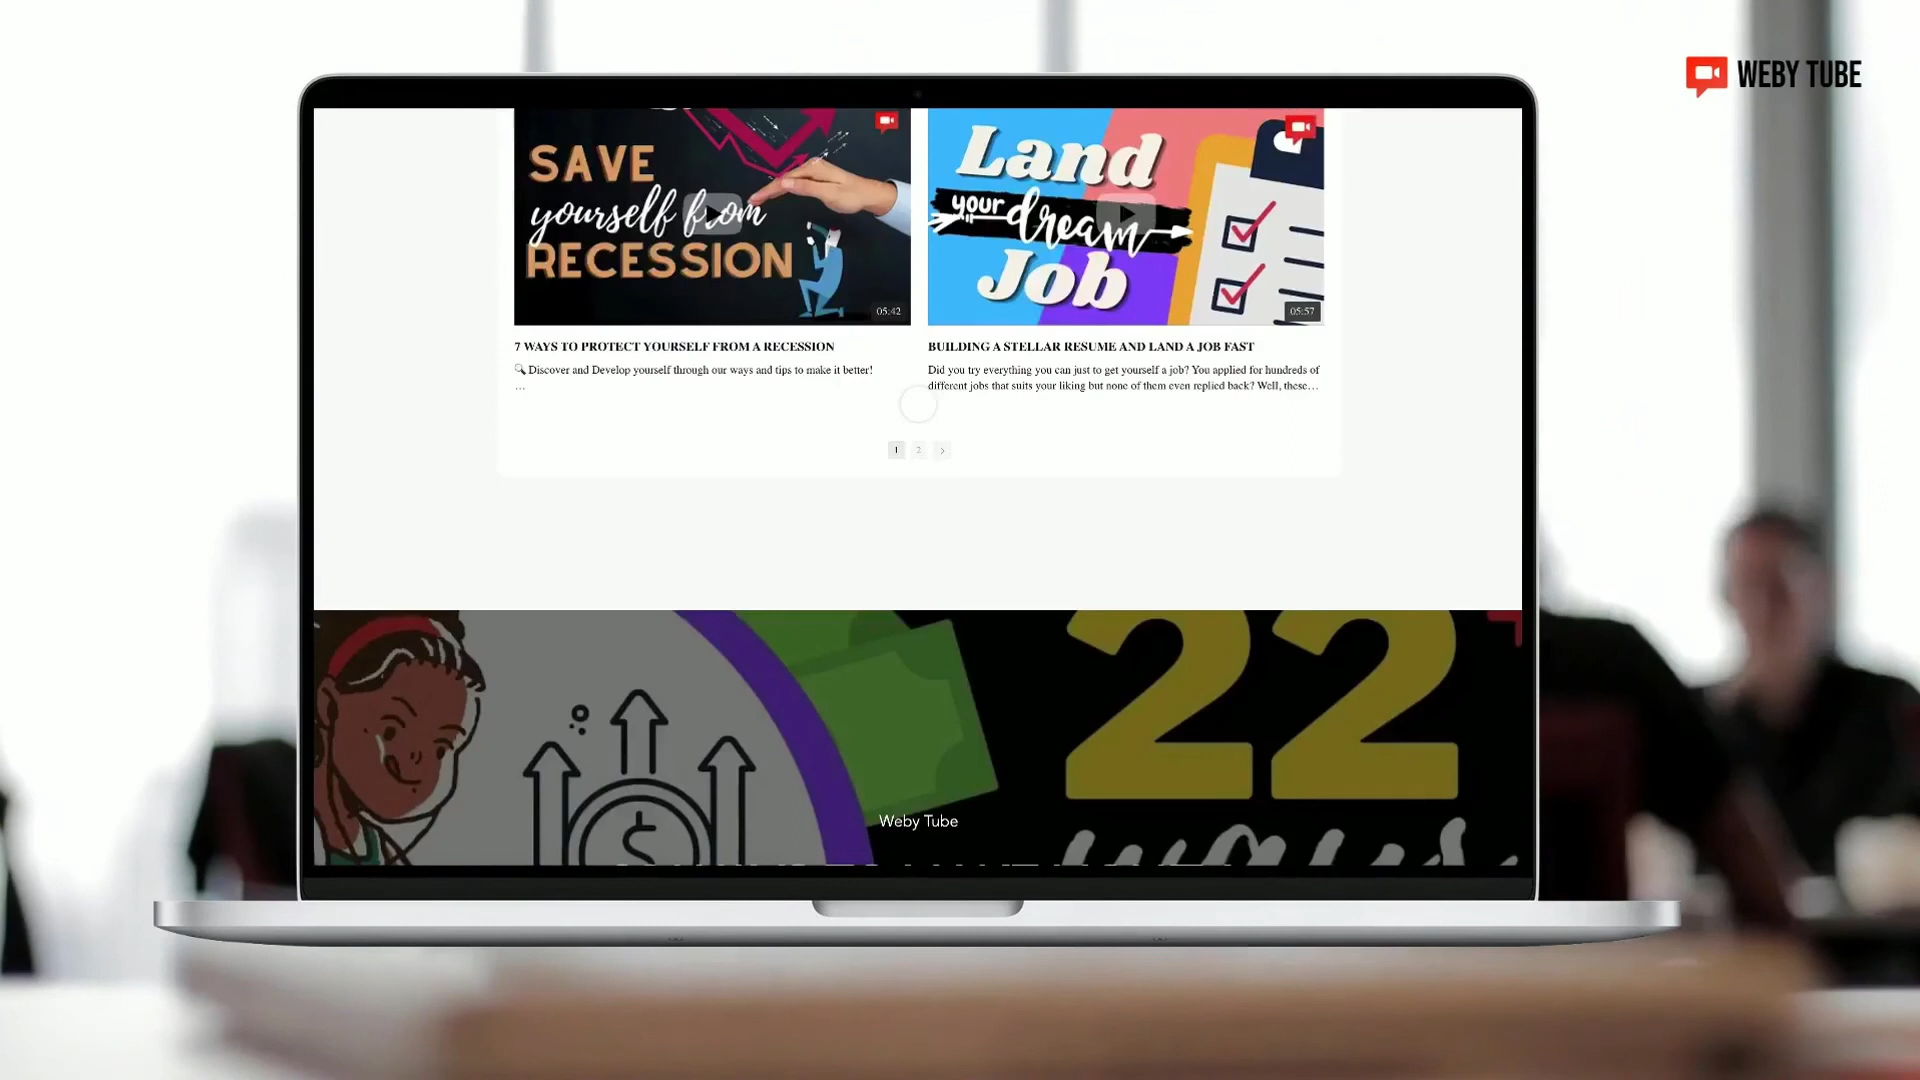 WEBY TUBE
SAVE
yourself from
RECESSION
05:42
Land
your dream
Job
05:57
7 WAYS TO PROTECT YOURSELF FROM A RECESSION
🔍 Discover and Develop yourself through our ways and tips to make it better!
...
BUILDING A STELLAR RESUME AND LAND A JOB FAST
Did you try everything you can just to get yourself a job? You applied for hundreds of
different jobs that suits your liking but none of them even replied back? Well, these…
1 2 >
22
ways
$
Weby Tube